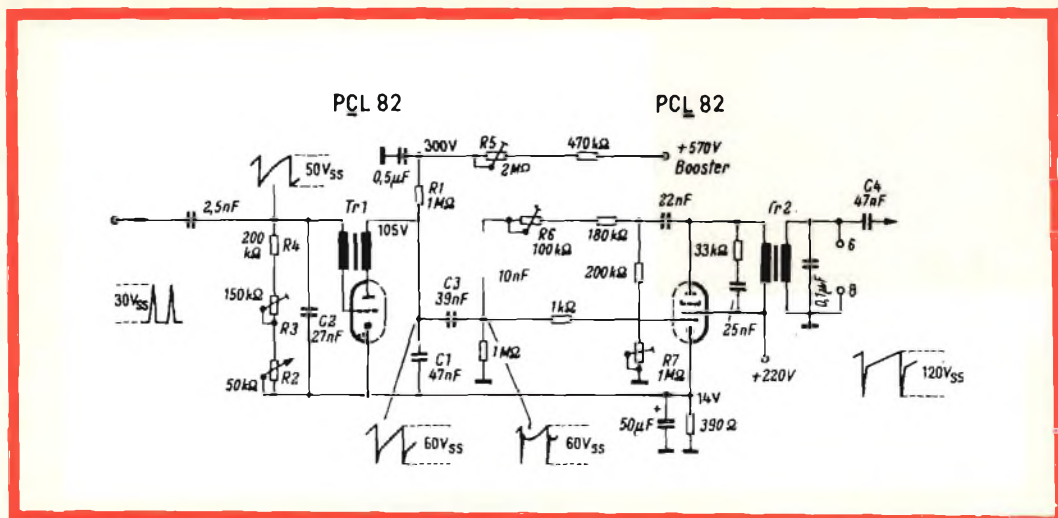 PCL 82
PCL 82
300V
R5
2MΩ
470kΩ
+570V
Booster
0,5µF
R1
1MΩ
50Vss
2,5nF
Tr1
105V
R6
100kΩ
180kΩ
22nF
Tr2
C4
47nF
200
kΩ
R4
33kΩ
6
30Vss
150kΩ
R3
C2
27nF
C3
39nF
10nF
1kΩ
200kΩ
25nF
0,1µF
8
50kΩ
R2
C1
47nF
1MΩ
R7
1MΩ
+220V
120Vss
14V
50µF
+
390Ω
60Vss
60Vss